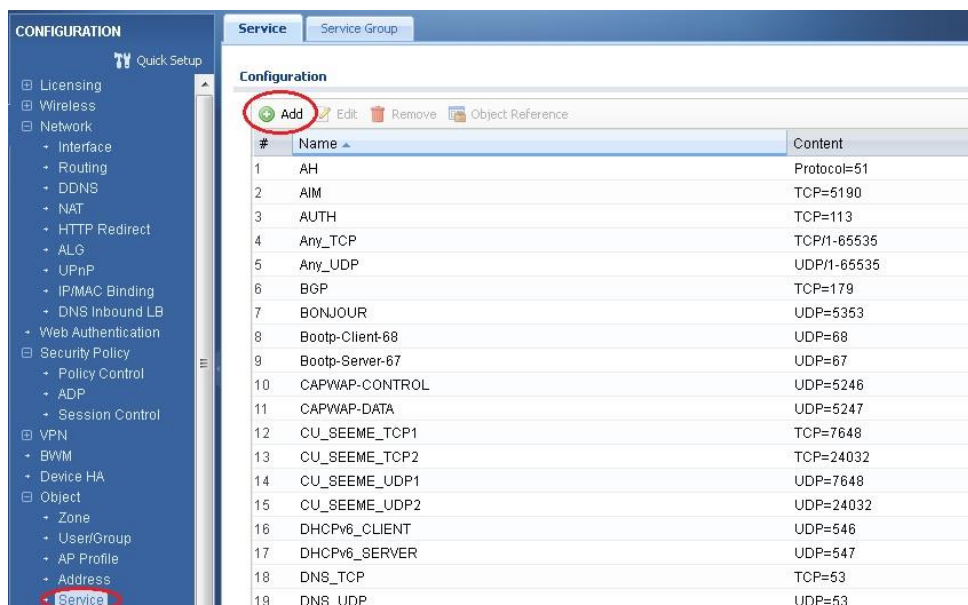 CONFIGURATION
Quick Setup
Licensing
Wireless
Network
Interface
Routing
DDNS
NAT
HTTP Redirect
ALG
UPnP
IP/MAC Binding
DNS Inbound LB
Web Authentication
Security Policy
Policy Control
ADP
Session Control
VPN
BWM
Device HA
Object
Zone
User/Group
AP Profile
Address
Service
Service Service Group
Configuration
Add Edit Remove Object Reference
# Name Content
1 AH Protocol=51
2 AIM TCP=5190
3 AUTH TCP=113
4 Any_TCP TCP/1-65535
5 Any_UDP UDP/1-65535
6 BGP TCP=179
7 BONJOUR UDP=5353
8 Bootp-Client-68 UDP=68
9 Bootp-Server-67 UDP=67
10 CAPWAP-CONTROL UDP=5246
11 CAPWAP-DATA UDP=5247
12 CU_SEEME_TCP1 TCP=7648
13 CU_SEEME_TCP2 TCP=24032
14 CU_SEEME_UDP1 UDP=7648
15 CU_SEEME_UDP2 UDP=24032
16 DHCPv6_CLIENT UDP=546
17 DHCPv6_SERVER UDP=547
18 DNS_TCP TCP=53
19 DNS_UDP UDP=53